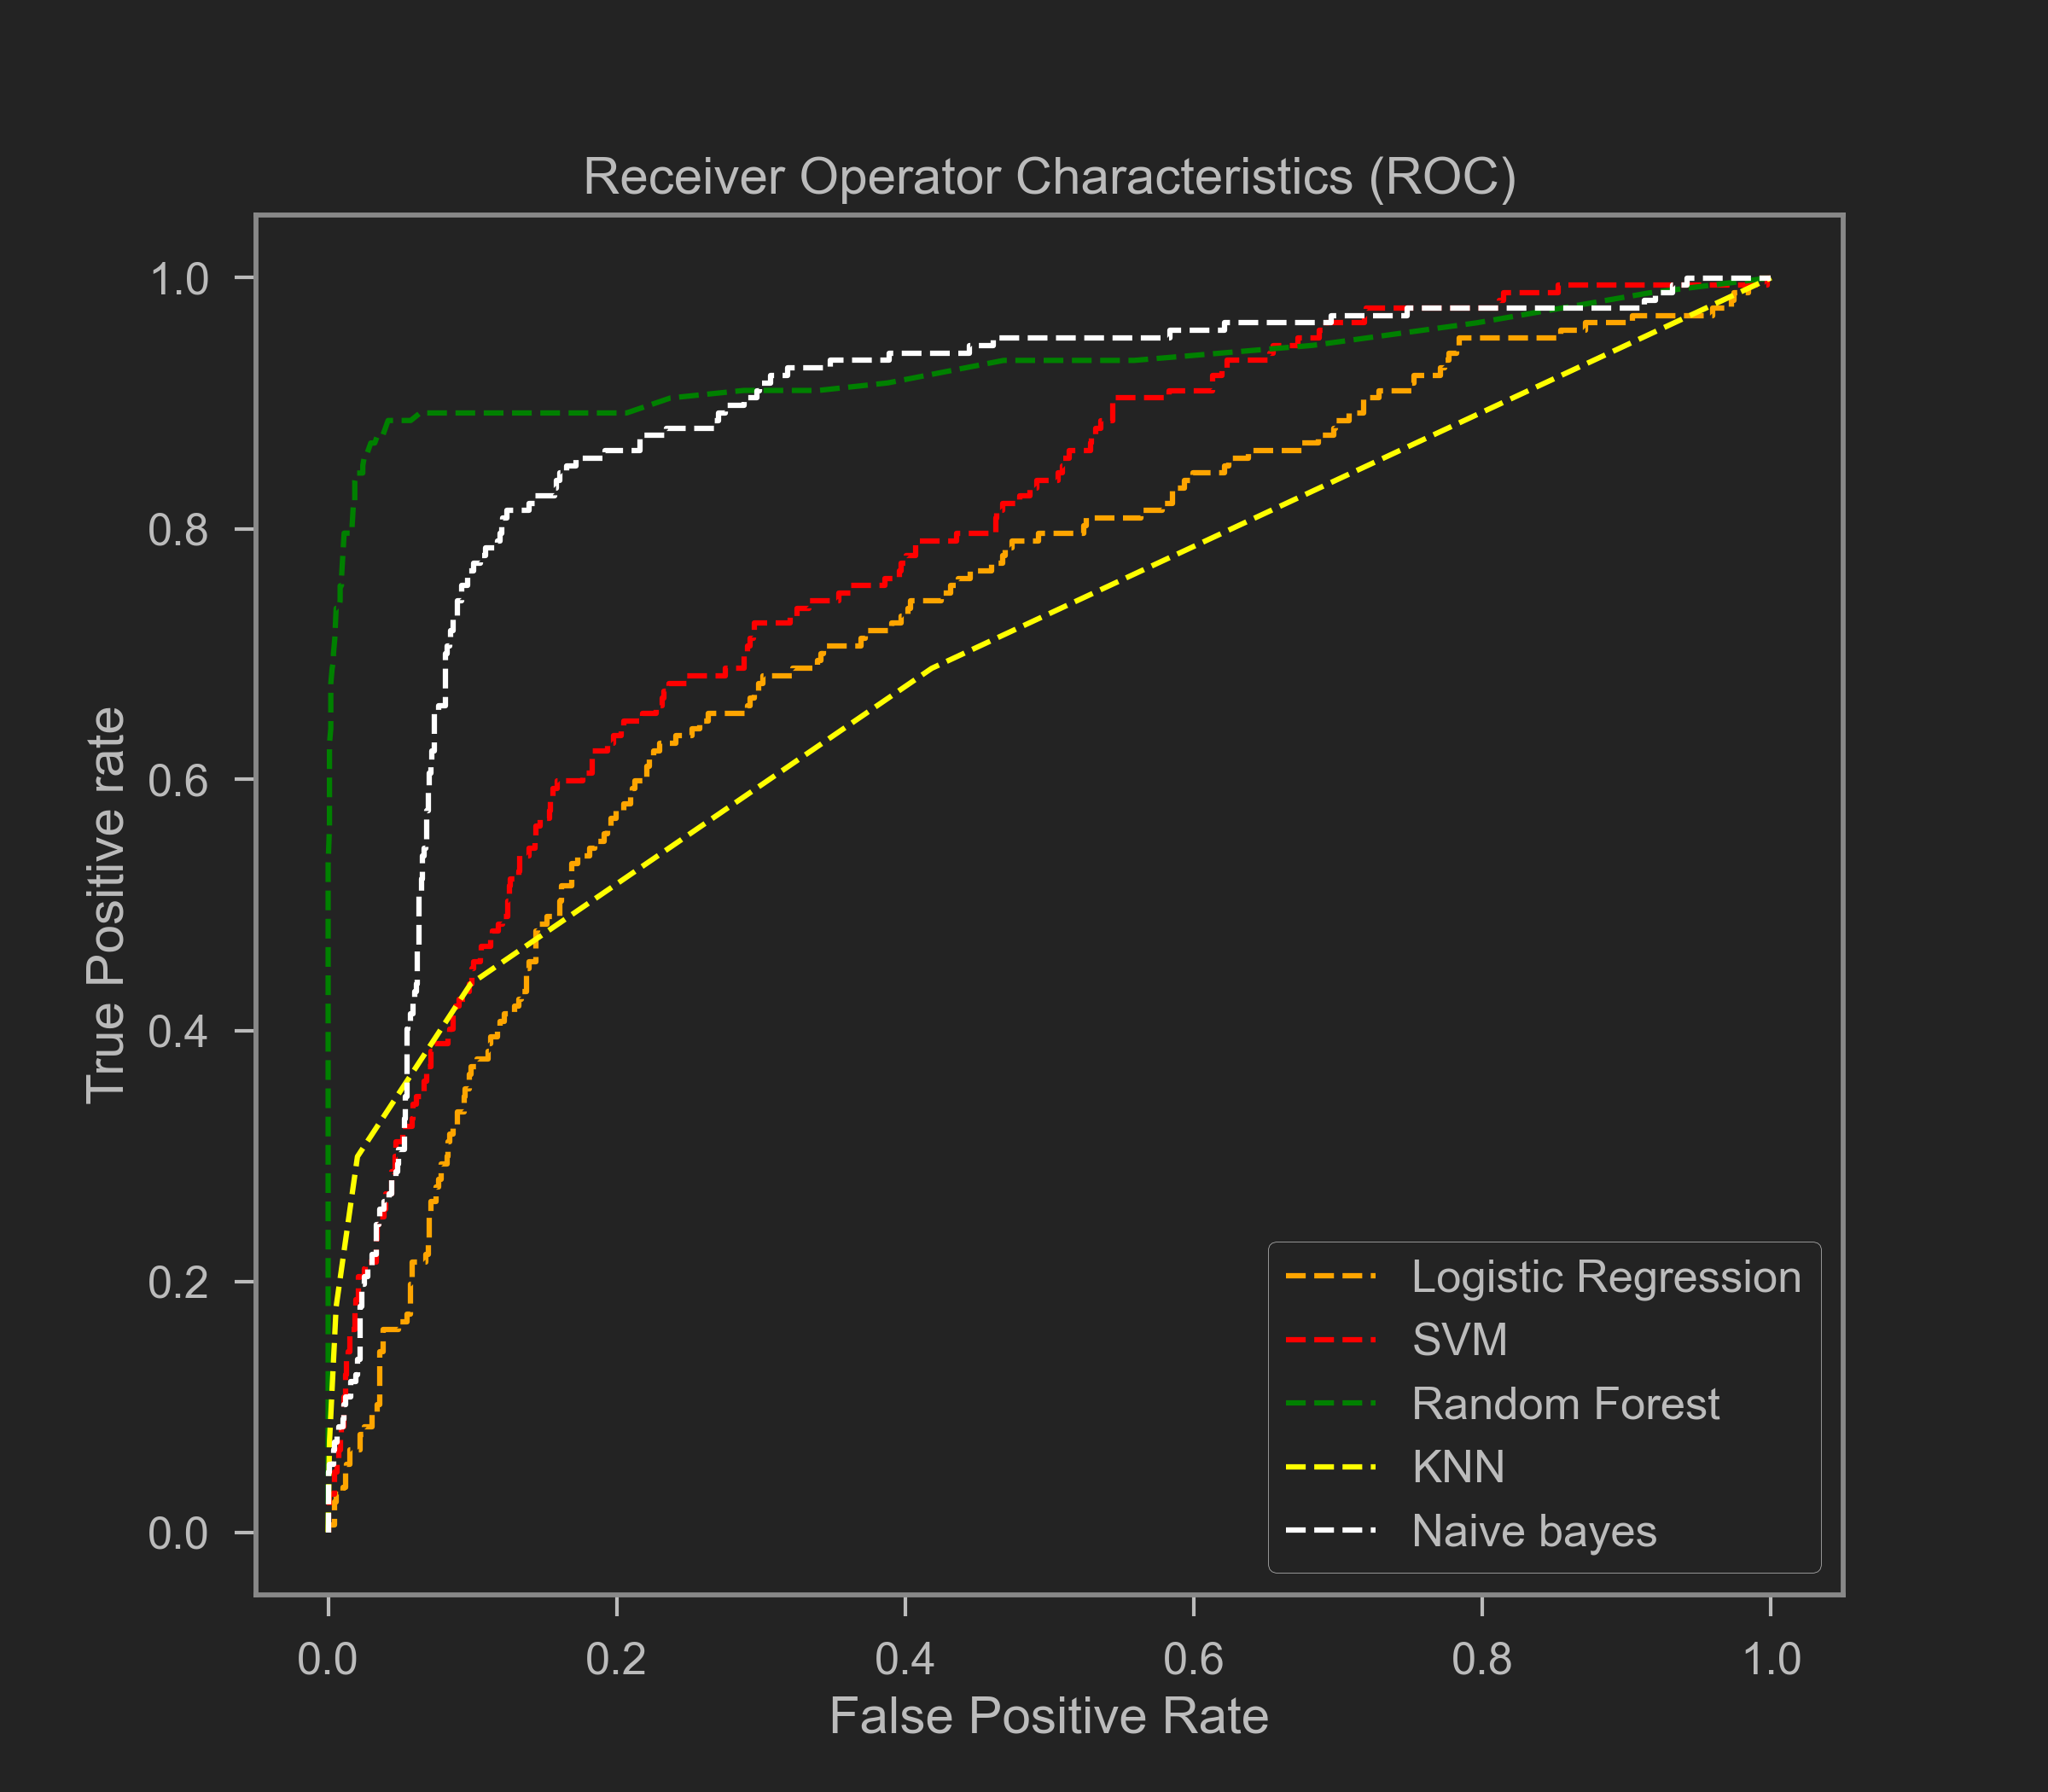 Receiver Operator Characteristics (ROC)
True Positive rate
1.0
0.8
0.6
0.4
0.2
0.0
Logistic Regression
SVM
Random Forest
KNN
Naive bayes
0.0 0.2 0.4 0.6 0.8 1.0
False Positive Rate